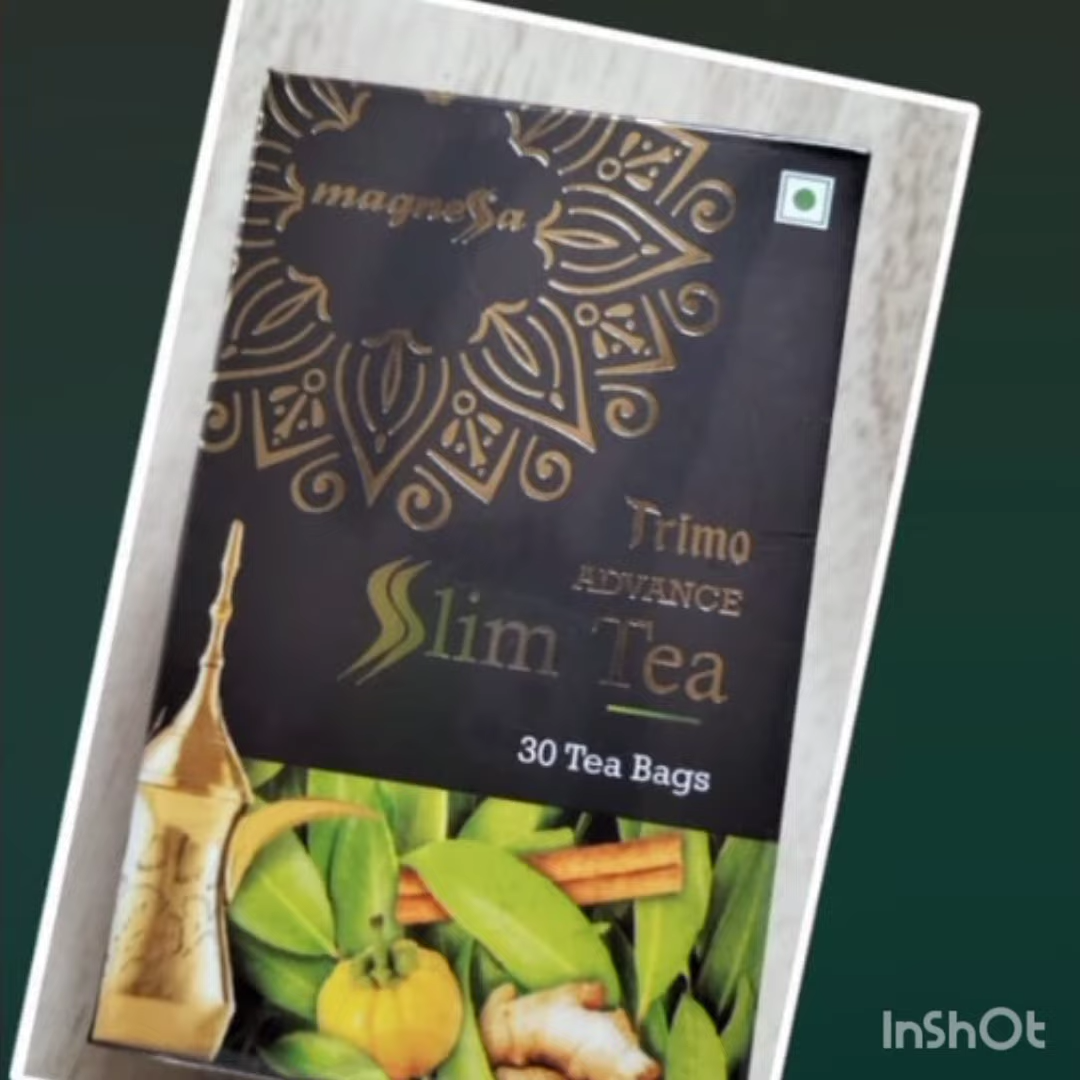 magnessa
Trimo
ADVANCE
Slim Tea
30 Tea Bags
InShOt